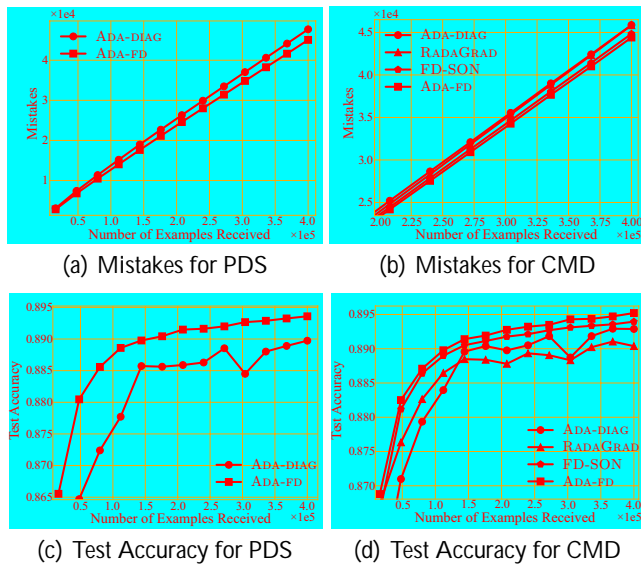 ×1e4
ADA-DIAG
ADA-FD
4
3
2
1
Mistakes
0.5 1.0 1.5 2.0 2.5 3.0 3.5 4.0
Number of Examples Received
×1e5
(a) Mistakes for PDS
×1e4
ADA-DIAG
RADAGRAD
FD-SON
ADA-FD
4.5
4.0
3.5
3.0
2.5
Mistakes
2.00 2.25 2.50 2.75 3.00 3.25 3.50 3.75 4.00
Number of Examples Received
×1e5
(b) Mistakes for CMD
0.895
0.890
0.885
0.880
0.875
0.870
0.865
Test Accuracy
ADA-DIAG
ADA-FD
0.5 1.0 1.5 2.0 2.5 3.0 3.5 4.0
Number of Examples Received
×1e5
(c) Test Accuracy for PDS
0.895
0.890
0.885
0.880
0.875
0.870
Test Accuracy
ADA-DIAG
RADAGRAD
FD-SON
ADA-FD
0.5 1.0 1.5 2.0 2.5 3.0 3.5 4.0
Number of Examples Received
×1e5
(d) Test Accuracy for CMD